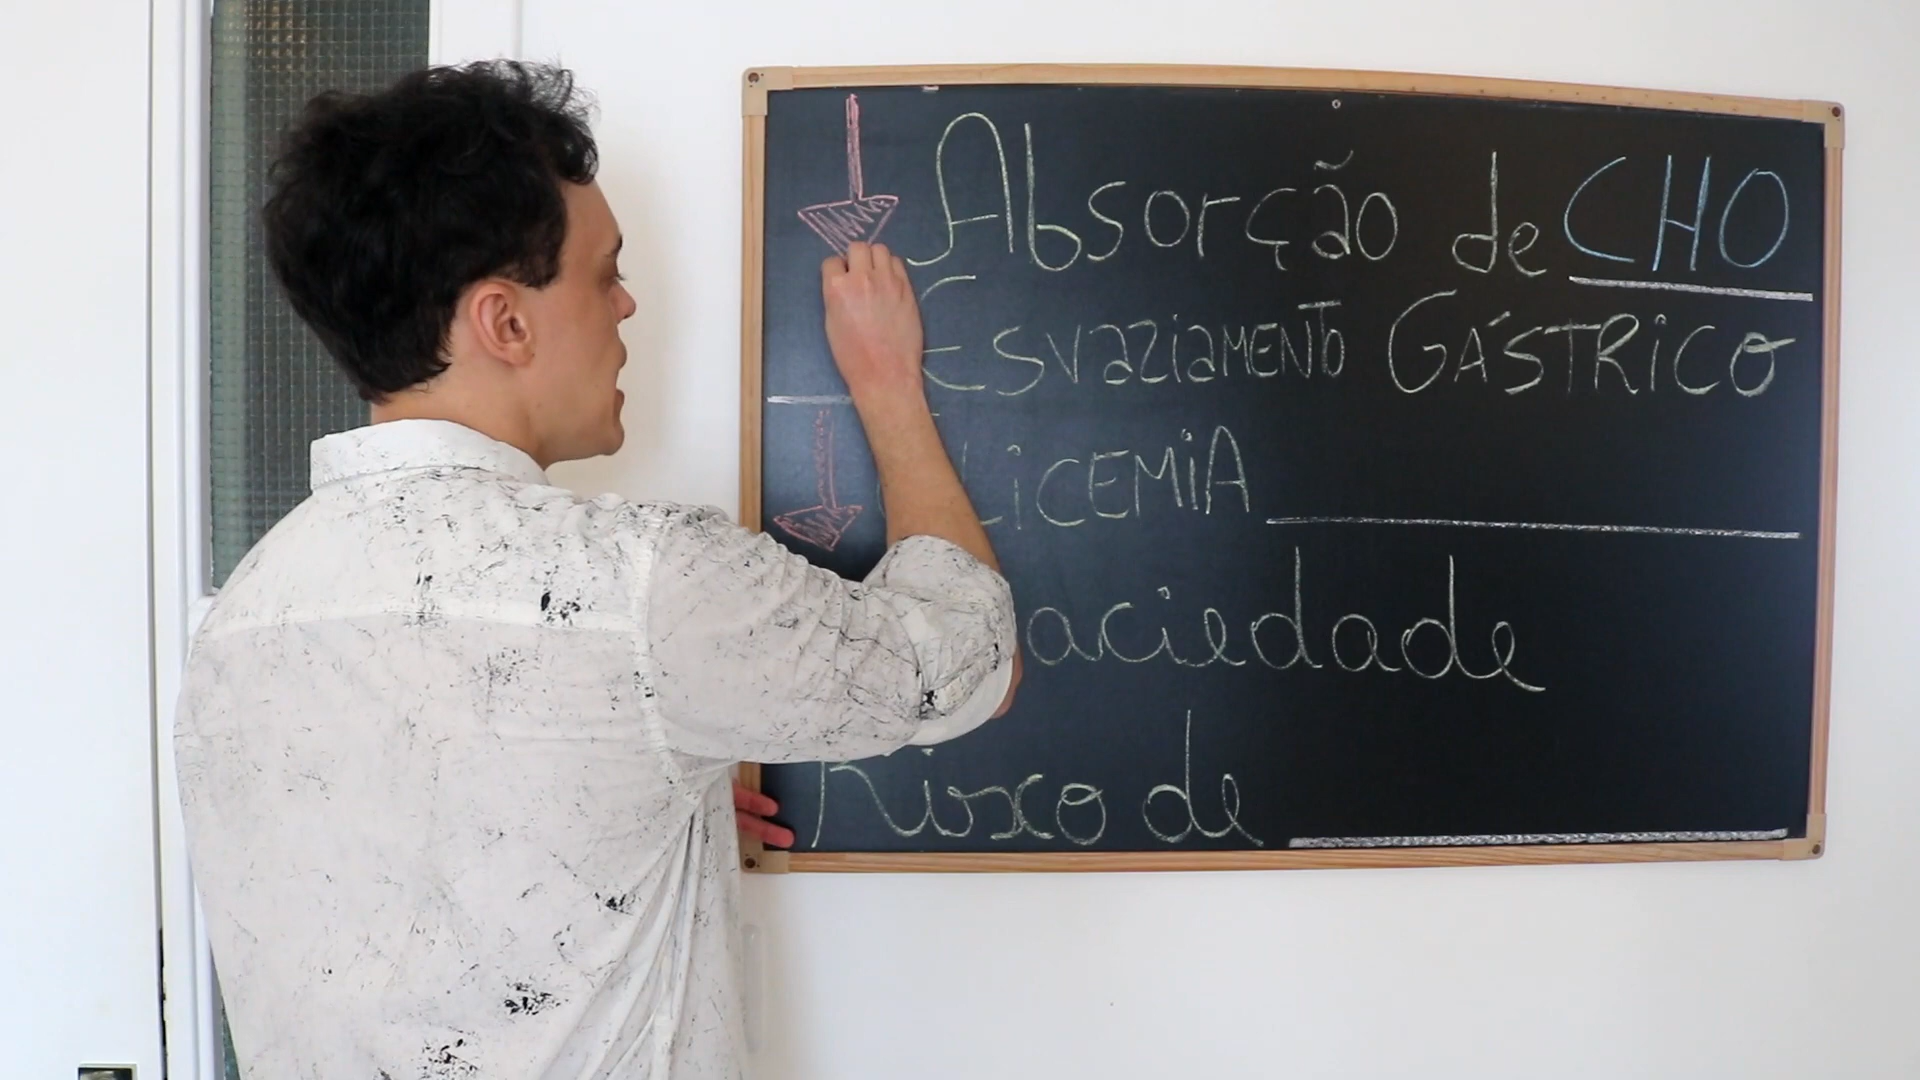 Absorção de CHO
Esvaziamento GÁSTRiCO
LiCEMiA
aciedade
Risco de